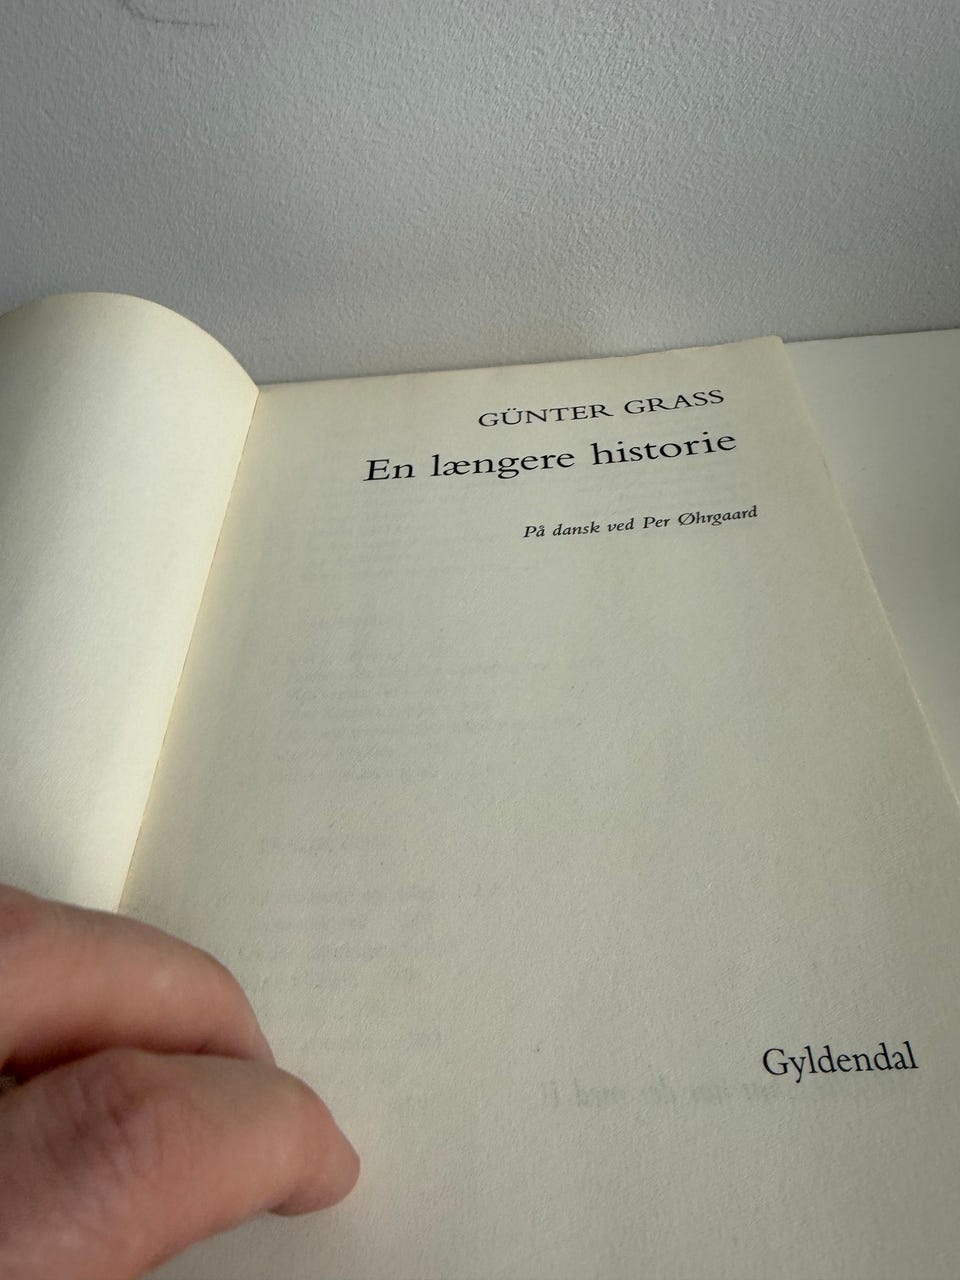 GÜNTER GRASS
En længere historie
På dansk ved Per Øhrgaard
Gyldendal